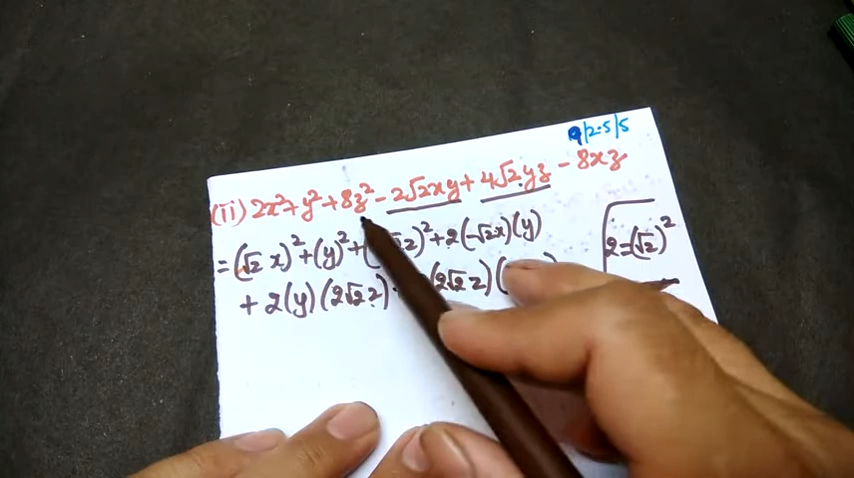 9/2.5/5
(ii) 2x² + y² + 8z² - 2√2xy + 4√2yz - 8xz
= (√2 x)² + (y)² + ( √2 z)² + 2(-√2x)(y)
2 = (√2)²
+ 2(y)(2√2z) (2√2 z)(